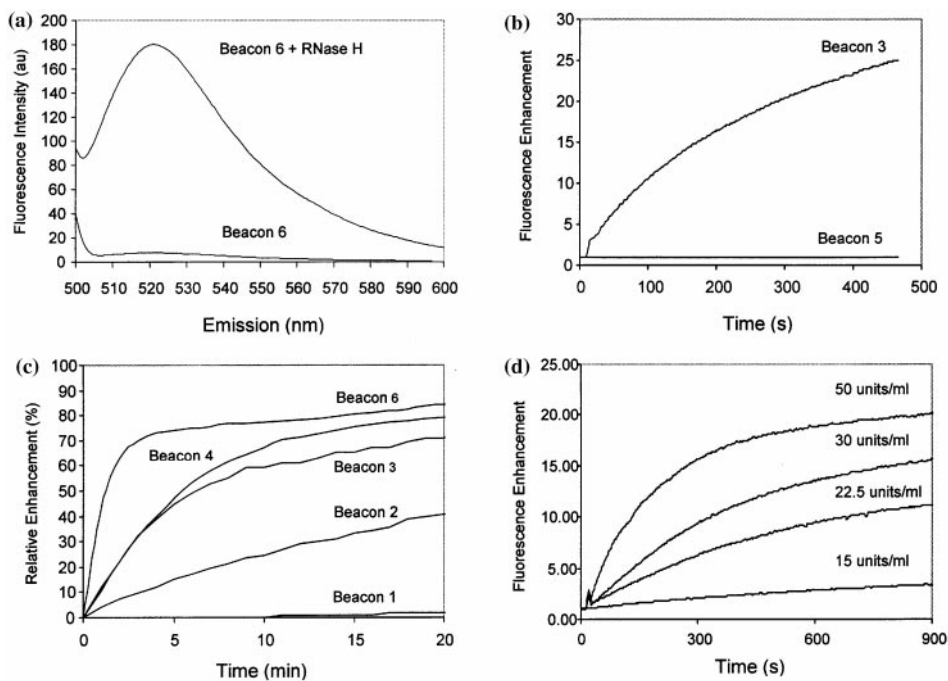 (a)
Fluorescence Intensity (au)
200
180
160
140
120
100
80
60
40
20
0
Beacon 6 + RNase H
Beacon 6
500 510 520 530 540 550 560 570 580 590 600
Emission (nm)
(b)
Fluorescence Enhancement
30
25
20
15
10
5
0
Beacon 3
Beacon 5
0 100 200 300 400 500
Time (s)
(c)
Relative Enhancement (%)
100
90
80
70
60
50
40
30
20
10
0
Beacon 6
Beacon 4
Beacon 3
Beacon 2
Beacon 1
0 5 10 15 20
Time (min)
(d)
Fluorescence Enhancement
25.00
20.00
15.00
10.00
5.00
0.00
50 units/ml
30 units/ml
22.5 units/ml
15 units/ml
0 300 600 900
Time (s)